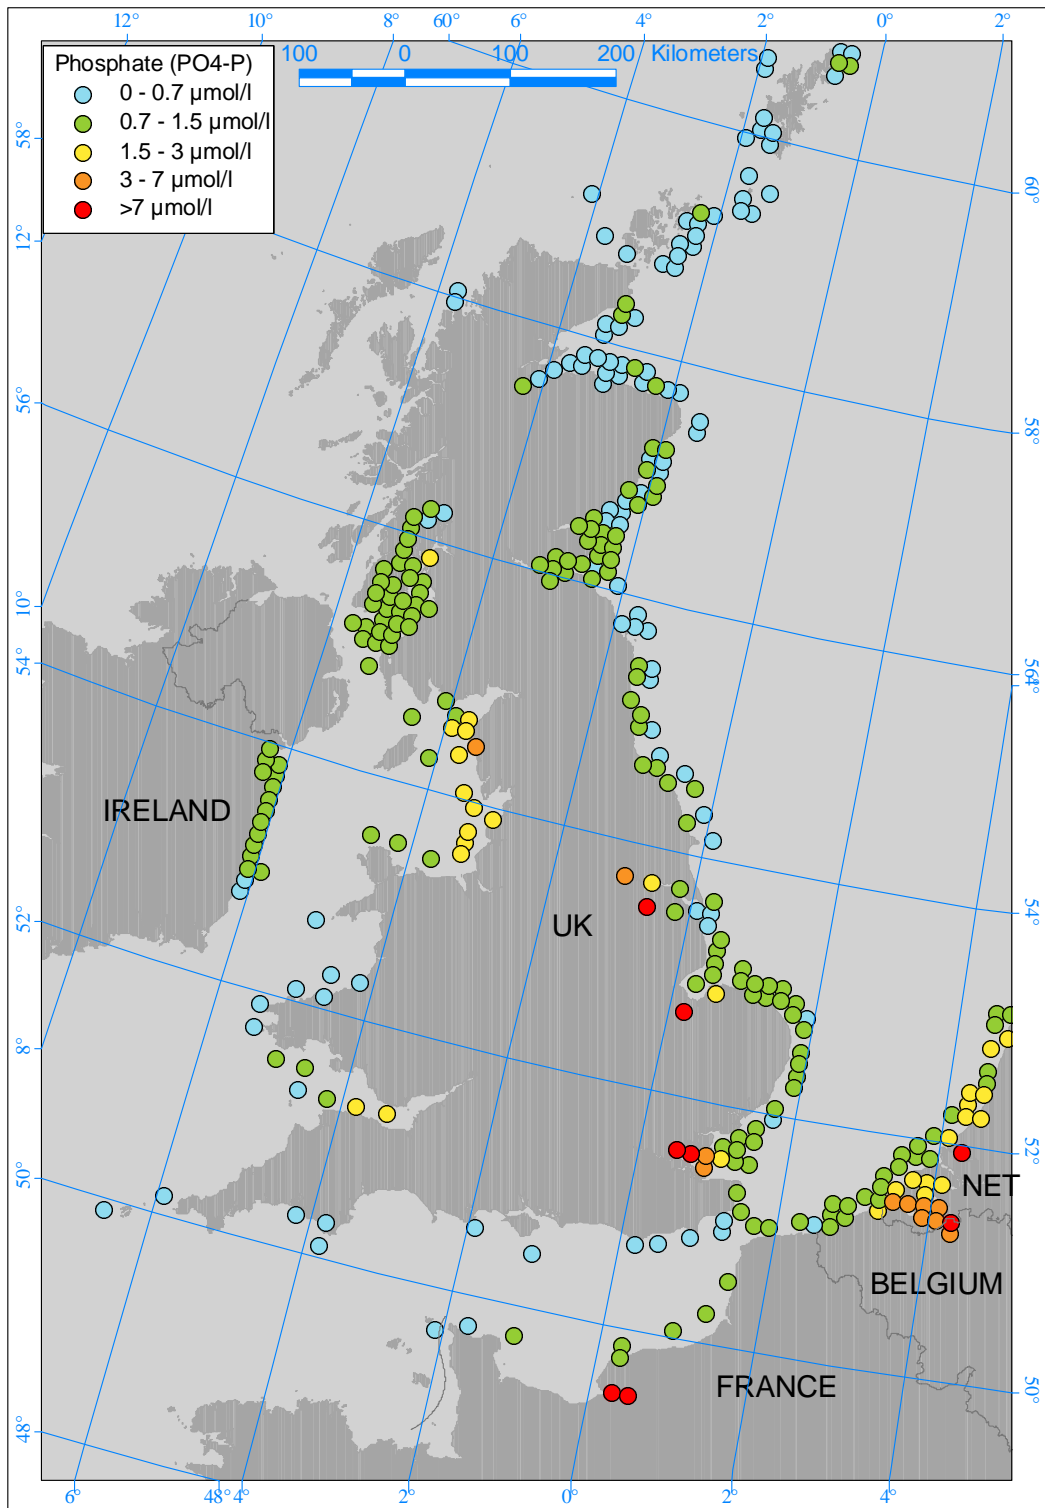 12° 10° 8° 60° 6° 4° 2° 0° 2°
100 0 100 200 Kilometers
Phosphate (PO4-P)
0 - 0.7 µmol/l
0.7 - 1.5 µmol/l
1.5 - 3 µmol/l
3 - 7 µmol/l
>7 µmol/l
58°
60°
12°
56°
58°
10°
54°
56
4°
IRELAND
52°
UK
54°
8°
52°
50°
NET
BELGIUM
FRANCE
50°
48°
6° 48° 4° 2° 0° 2° 4°